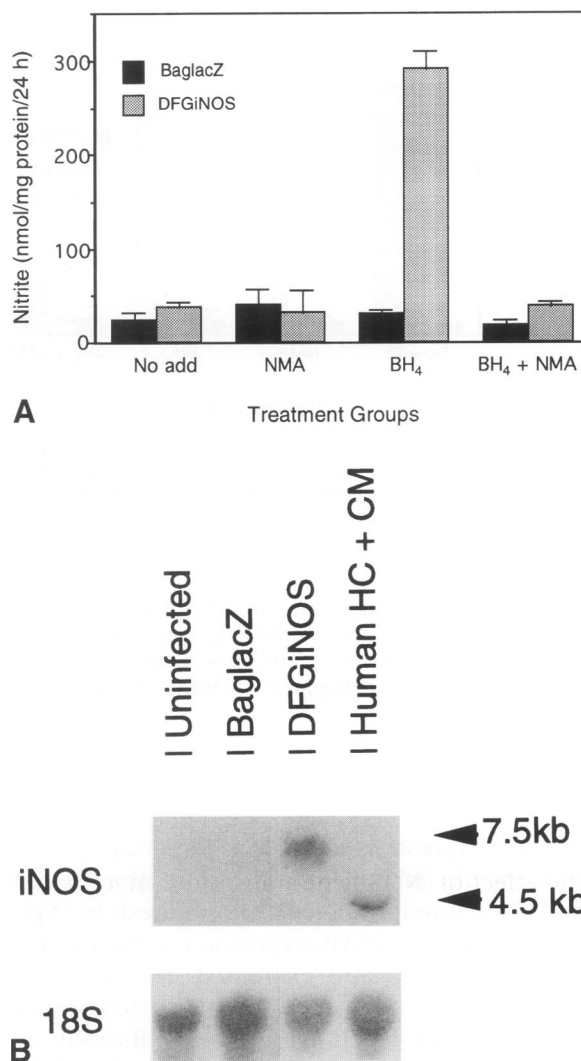 Nitrite (nmol/mg protein/24 h)
300
200
100
0
BaglacZ
DFGiNOS
No add NMA BH4 BH4 + NMA
A Treatment Groups
Uninfected
BaglacZ
DFGiNOS
Human HC + CM
iNOS
7.5kb
4.5 kb
18S
B